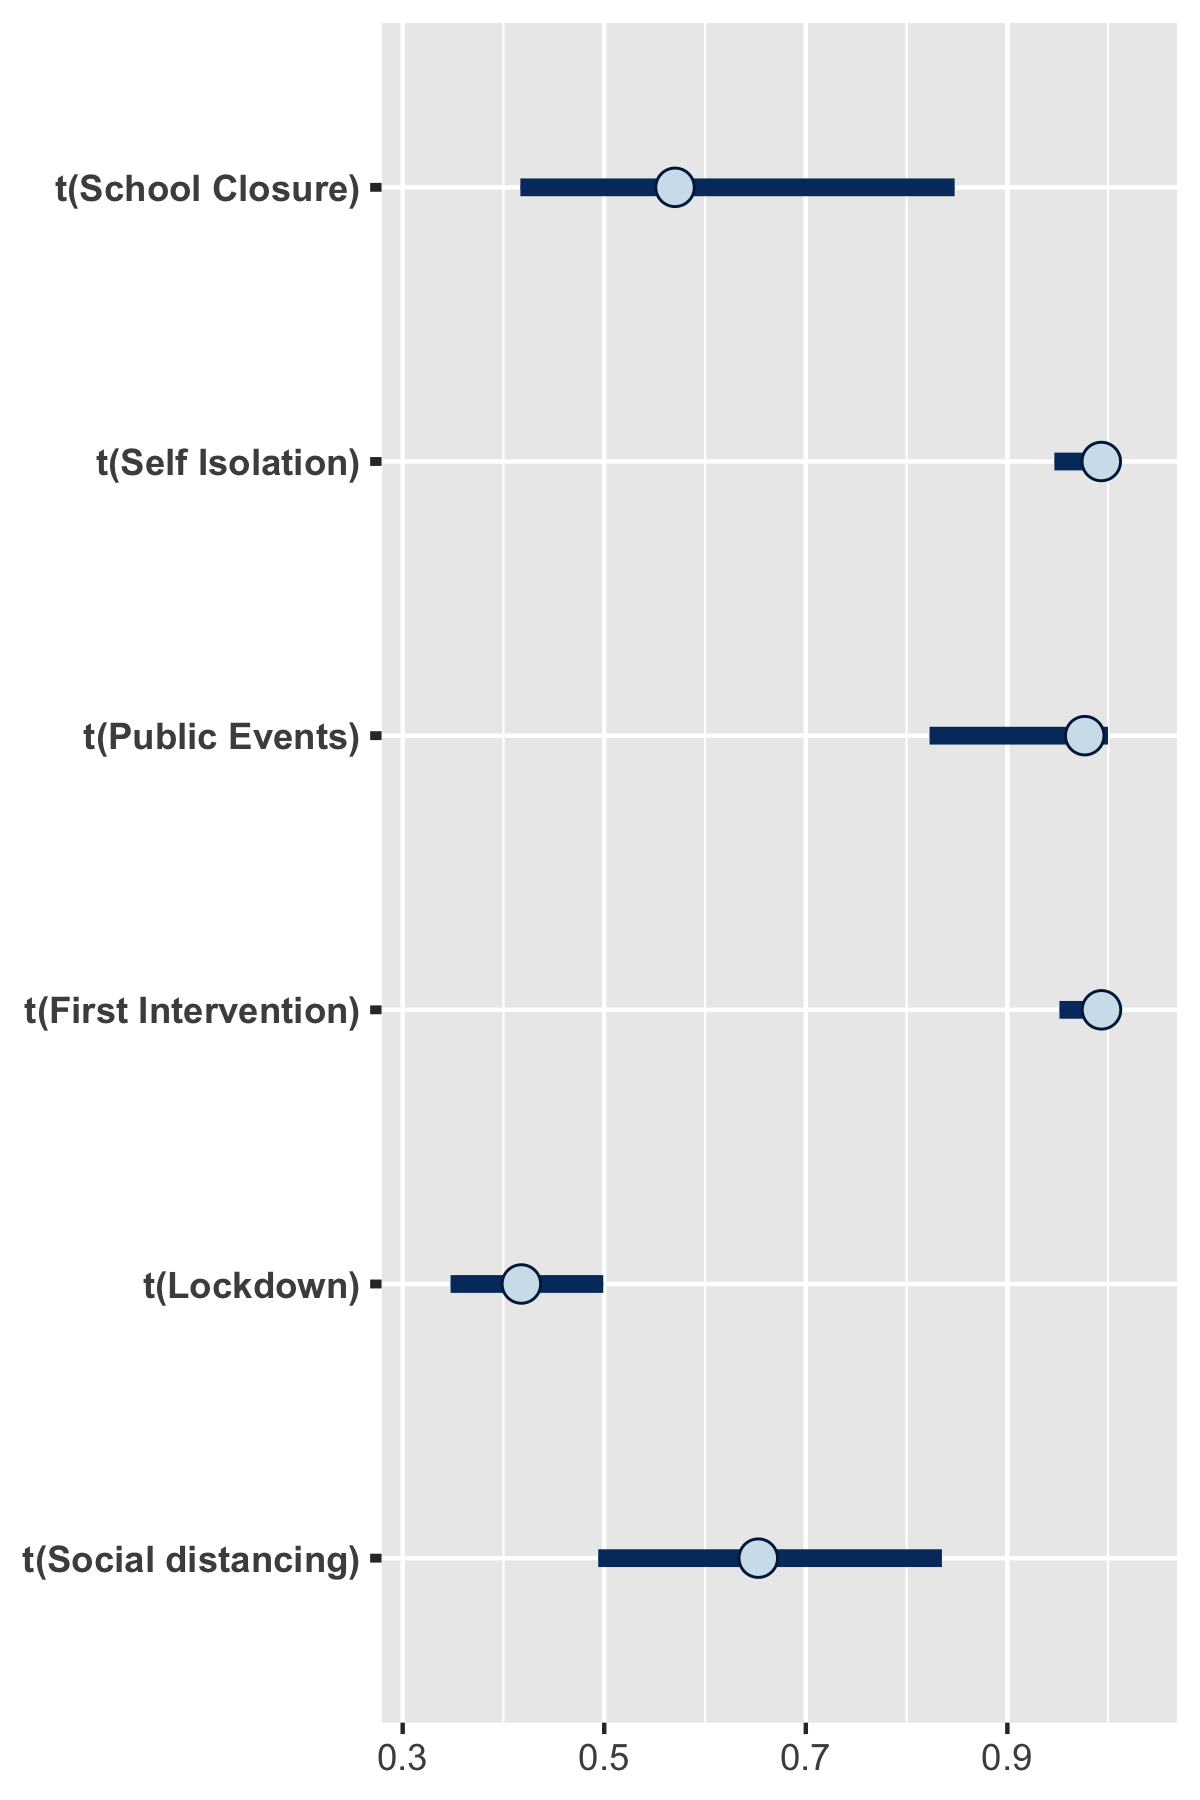 t(School Closure)
t(Self Isolation)
t(Public Events)
t(First Intervention)
t(Lockdown)
t(Social distancing)
0.3 0.5 0.7 0.9